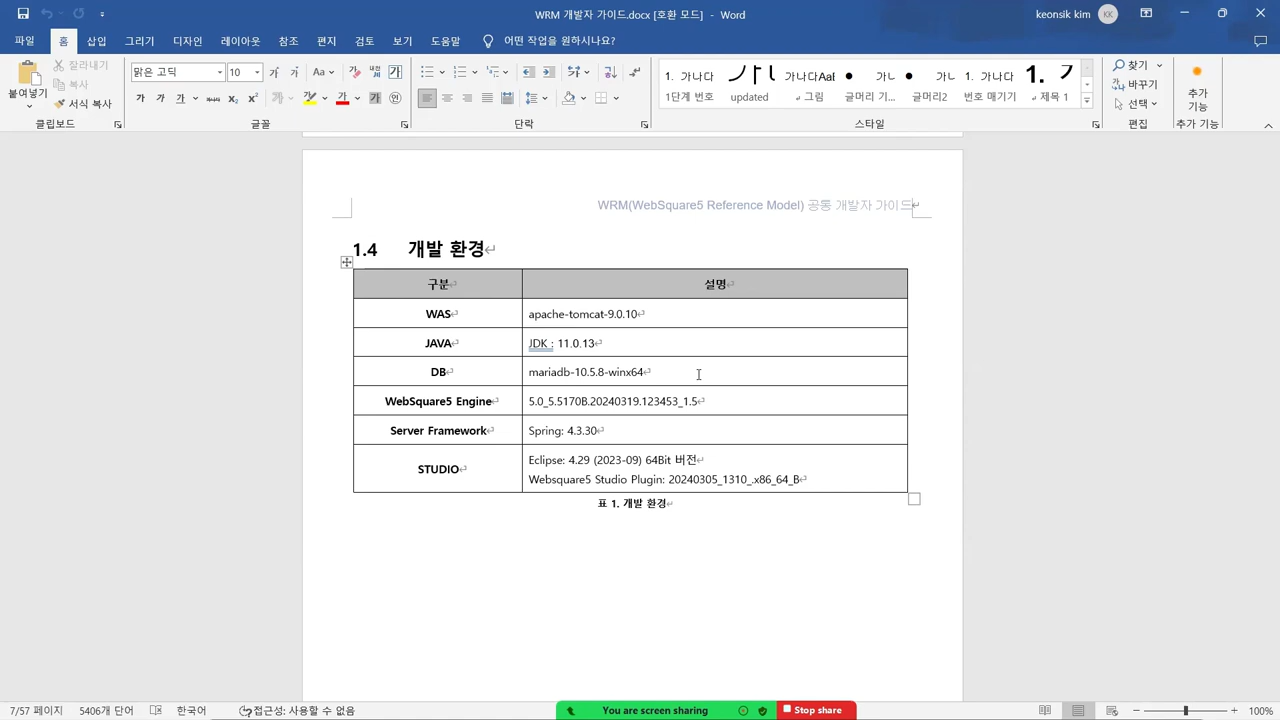 WRM 개발자 가이드.docx [호환 모드] - Word
keonsik kim
KK
파일 홈 삽입 그리기 디자인 레이아웃 참조 편지 검토 보기 도움말 어떤 작업을 원하시나요?
붙여넣기
잘라내기
복사
서식 복사
클립보드
맑은 고딕 10
글꼴
단락
1. 가나다
1단계 번호
updated
가나다Aa
그림
글머리 기...
글머리2
1. 가나다
번호 매기기
1.
제목 1
스타일
찾기
바꾸기
선택
편집
추가 기능
추가 기능
WRM(WebSquare5 Reference Model) 공통 개발자 가이드
1.4 개발 환경
구분 설명
WAS apache-tomcat-9.0.10
JAVA JDK : 11.0.13
DB mariadb-10.5.8-winx64
WebSquare5 Engine 5.0_5.5170B.20240319.123453_1.5
Server Framework Spring: 4.3.30
STUDIO Eclipse: 4.29 (2023-09) 64Bit 버전
Websquare5 Studio Plugin: 20240305_1310_.x86_64_B
표 1. 개발 환경
7/57 페이지 5406개 단어 한국어 접근성: 사용할 수 없음
You are screen sharing Stop share
100%